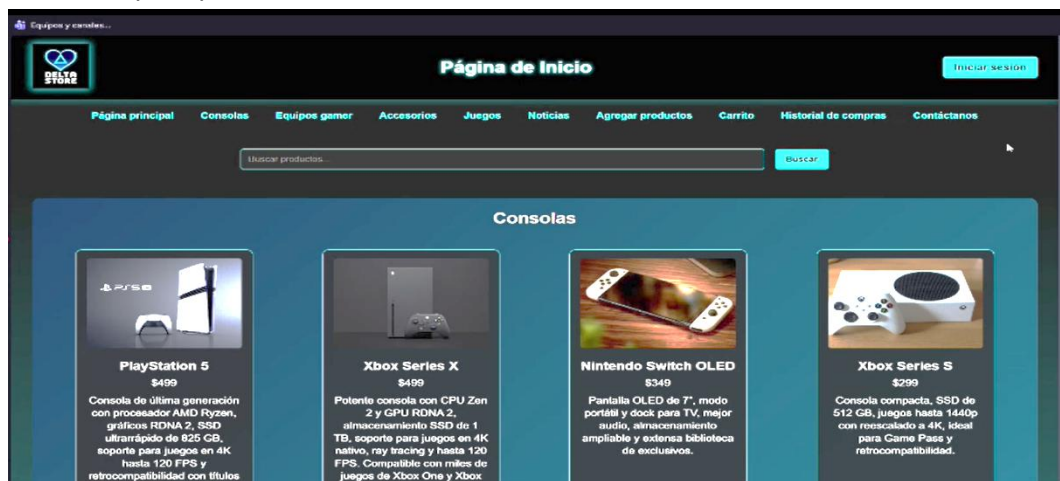 Equipos y canales...
DELTA
STORE
Página de Inicio
Iniciar sesión
Página principal Consolas Equipos gamer Accesorios Juegos Noticias Agregar productos Carrito Historial de compras Contáctanos
Buscar productos...
Buscar
Consolas
PlayStation 5
$499
Consola de última generación
con procesador AMD Ryzen,
gráficos RDNA 2, SSD
ultrarrápido de 825 GB,
soporte para juegos en 4K
hasta 120 FPS y
retrocompatibilidad con títulos
Xbox Series X
$499
Potente consola con CPU Zen
2 y GPU RDNA 2,
almacenamiento SSD de 1
TB, soporte para juegos en 4K
nativo, ray tracing y hasta 120
FPS. Compatible con miles de
juegos de Xbox One y Xbox
Nintendo Switch OLED
$349
Pantalla OLED de 7", modo
portátil y dock para TV, mejor
audio, almacenamiento
ampliable y extensa biblioteca
de exclusivos.
Xbox Series S
$299
Consola compacta, SSD de
512 GB, juegos hasta 1440p
con reescalado a 4K, ideal
para Game Pass y
retrocompatibilidad.